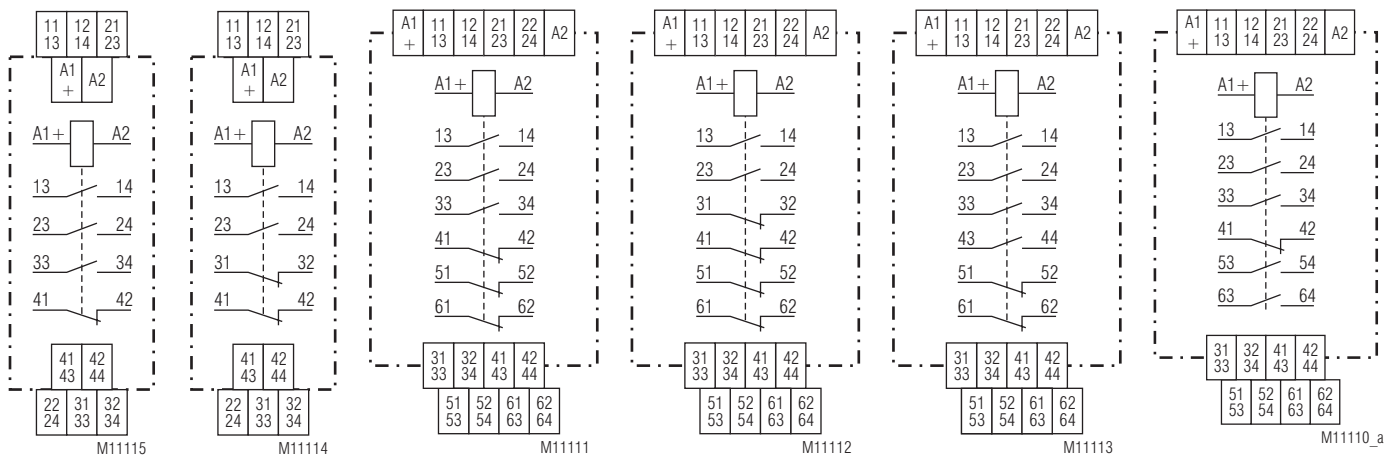 11 12 21
13 14 23
A1 A2
+
A1+ A2
13 14
23 24
33 34
41 42
41 42
43 44
22 31 32
24 33 34
M11115
11 12 21
13 14 23
A1 A2
+
A1+ A2
13 14
23 24
31 32
41 42
41 42
43 44
22 31 32
24 33 34
M11114
A1 11 12 21 22 A2
+ 13 14 23 24
A1+ A2
13 14
23 24
33 34
41 42
51 52
61 62
31 32 41 42
33 34 43 44
51 52 61 62
53 54 63 64
M11111
A1 11 12 21 22 A2
+ 13 14 23 24
A1+ A2
13 14
23 24
31 32
41 42
51 52
61 62
31 32 41 42
33 34 43 44
51 52 61 62
53 54 63 64
M11112
A1 11 12 21 22 A2
+ 13 14 23 24
A1+ A2
13 14
23 24
33 34
43 44
51 52
61 62
31 32 41 42
33 34 43 44
51 52 61 62
53 54 63 64
M11113
A1 11 12 21 22 A2
+ 13 14 23 24
A1+ A2
13 14
23 24
33 34
41 42
53 54
63 64
31 32 41 42
33 34 43 44
51 52 61 62
53 54 63 64
M11110_a